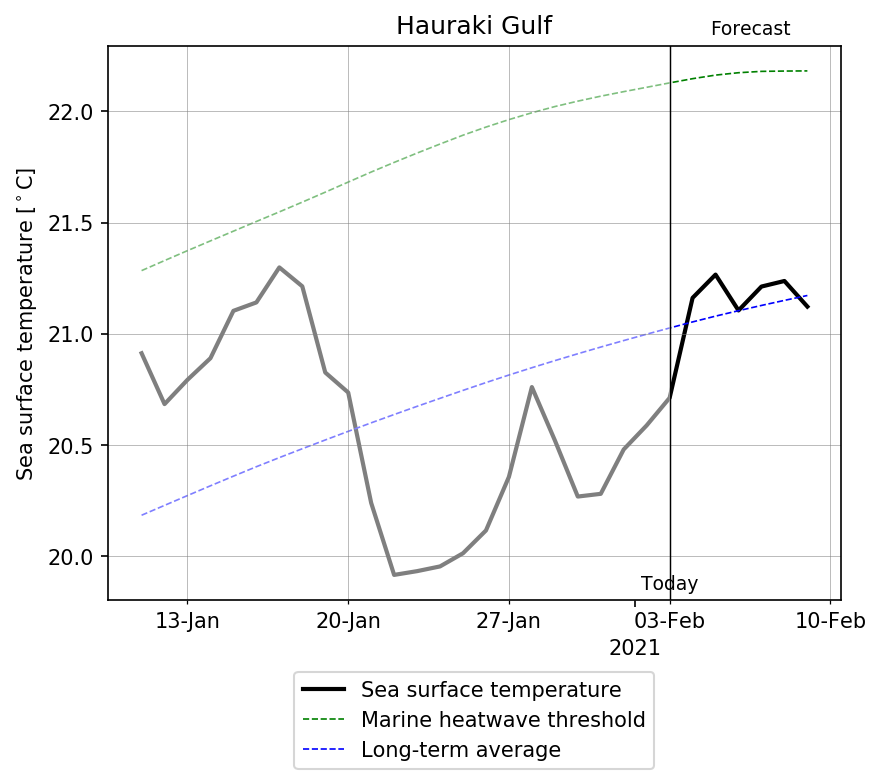 Hauraki Gulf
Forecast
Sea surface temperature [°C]
22.0
21.5
21.0
20.5
20.0
Today
13-Jan 20-Jan 27-Jan 03-Feb 10-Feb
2021
Sea surface temperature
Marine heatwave threshold
Long-term average